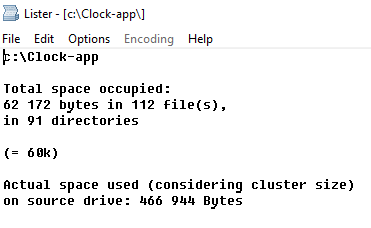 Lister - [c:\Clock-app\]
File Edit Options Encoding Help
c:\Clock-app
Total space occupied:
62 172 bytes in 112 file(s),
in 91 directories
(= 60k)
Actual space used (considering cluster size)
on source drive: 466 944 Bytes